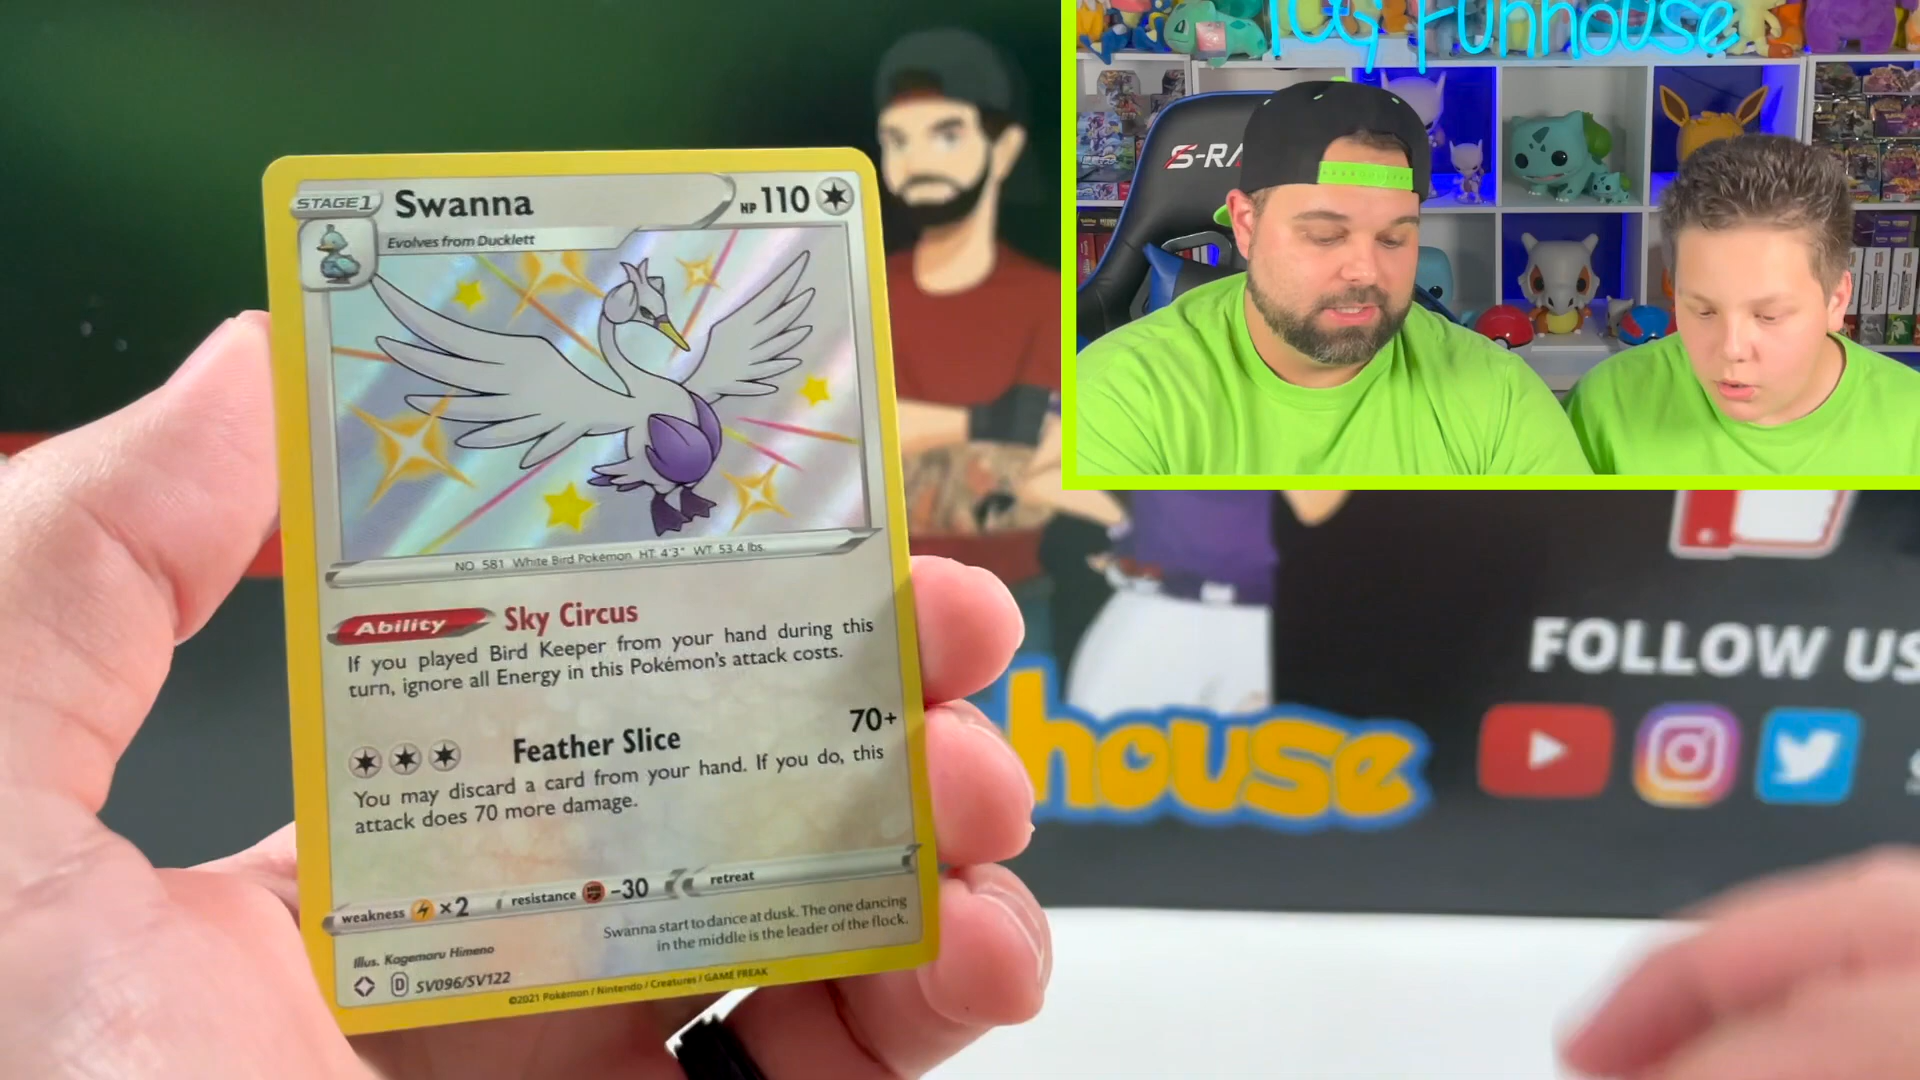 STAGE1 Swanna HP 110
Evolves from Ducklett
NO. 581 White Bird Pokémon HT: 4'3" WT: 53.4 lbs.
Ability Sky Circus
If you played Bird Keeper from your hand during this
turn, ignore all Energy in this Pokémon's attack costs.
Feather Slice 70+
You may discard a card from your hand. If you do, this
attack does 70 more damage.
weakness ×2 resistance -30 retreat
Swanna start to dance at dusk. The one dancing
in the middle is the leader of the flock.
Illus. Kagemaru Himeno
D SV096/SV122
©2021 Pokémon / Nintendo / Creatures / GAME FREAK
TCG Funhouse
S-RA
FOLLOW US
house